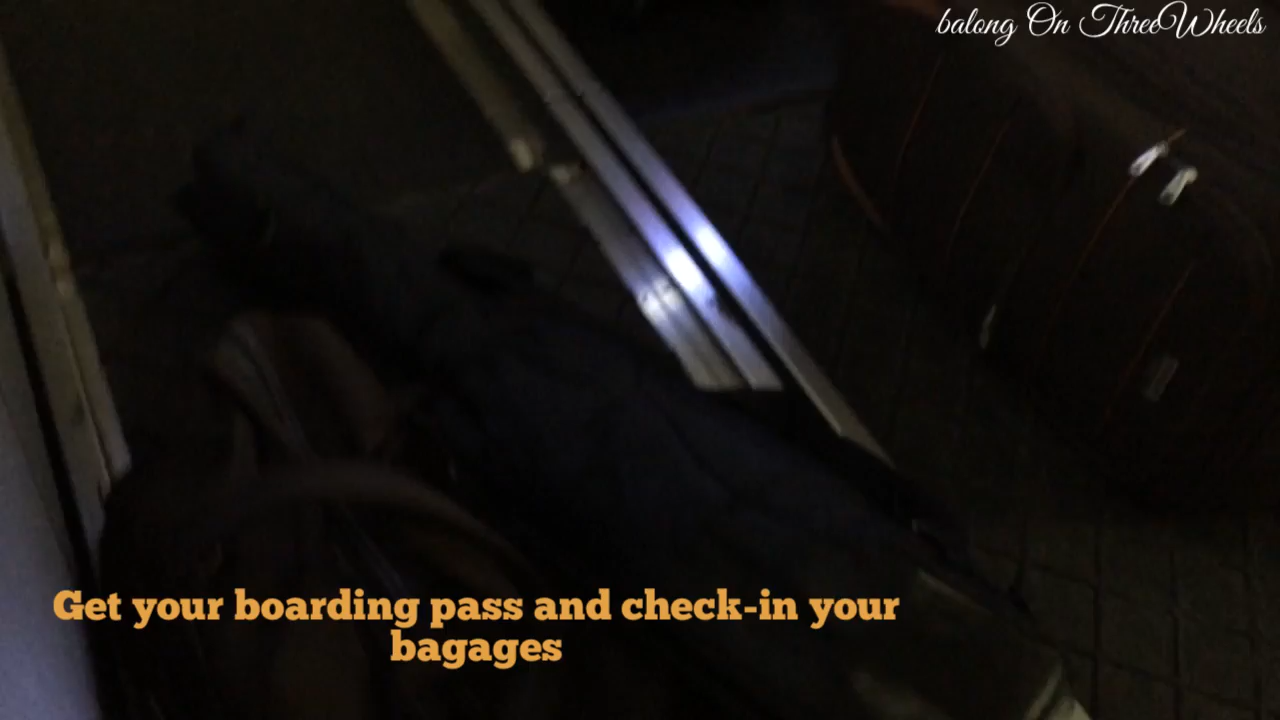 balong On ThreeWheels
Get your boarding pass and check-in your
bagages